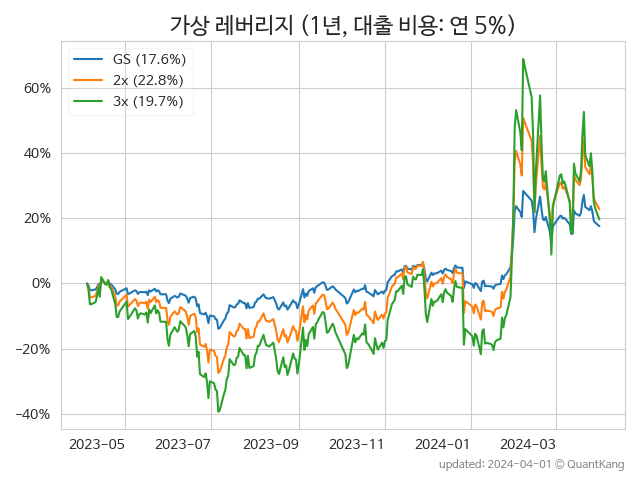 가상 레버리지 (1년, 대출 비용: 연 5%)
GS (17.6%)
2x (22.8%)
3x (19.7%)
60%
40%
20%
0%
−20%
−40%
2023-05 2023-07 2023-09 2023-11 2024-01 2024-03
updated: 2024-04-01 © QuantKang